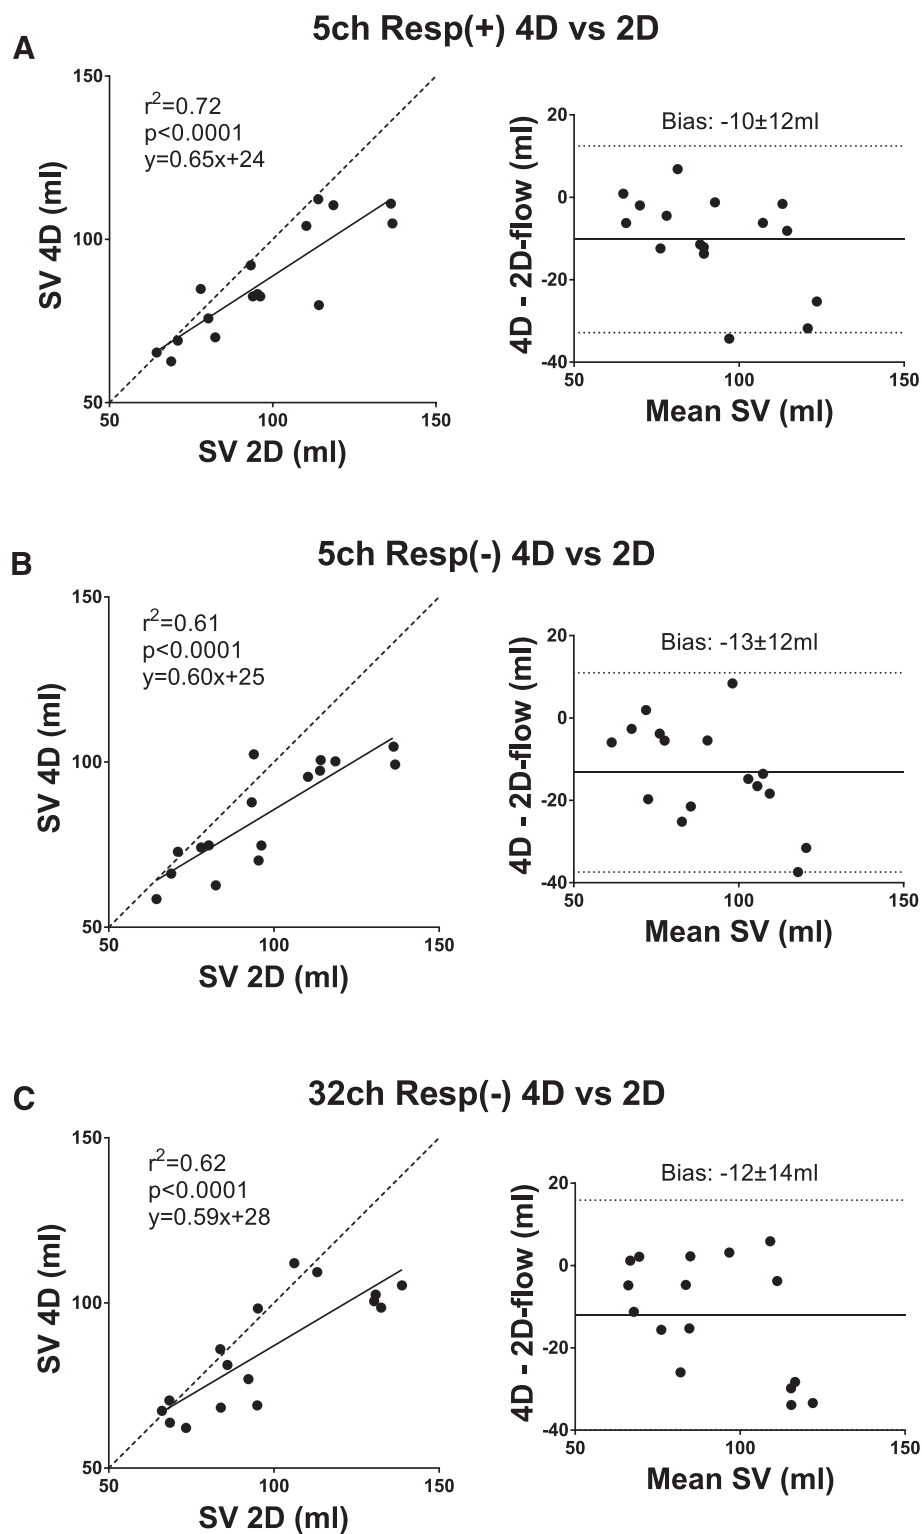 A
5ch Resp(+) 4D vs 2D
r²=0.72
p<0.0001
y=0.65x+24
SV 4D (ml)
150
100
50
50
100
150
SV 2D (ml)
Bias: -10±12ml
4D - 2D-flow (ml)
20
0
-20
-40
50
100
150
Mean SV (ml)
B
5ch Resp(-) 4D vs 2D
r²=0.61
p<0.0001
y=0.60x+25
SV 4D (ml)
150
100
50
50
100
150
SV 2D (ml)
Bias: -13±12ml
4D - 2D-flow (ml)
20
0
-20
-40
50
100
150
Mean SV (ml)
C
32ch Resp(-) 4D vs 2D
r²=0.62
p<0.0001
y=0.59x+28
SV 4D (ml)
150
100
50
50
100
150
SV 2D (ml)
Bias: -12±14ml
4D - 2D-flow (ml)
20
0
-20
-40
50
100
150
Mean SV (ml)